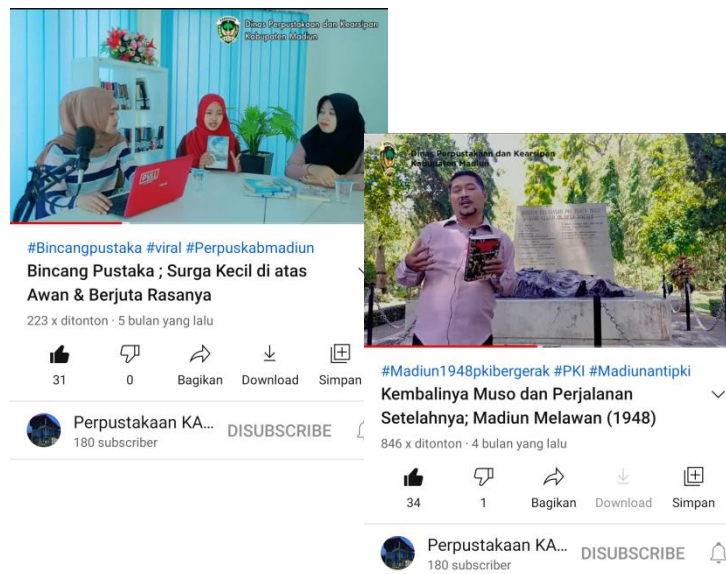 Dinas Perpustakaan dan Kearsipan
Kabupaten Madiun
#Bincangpustaka #viral #Perpuskabmadiun
Bincang Pustaka ; Surga Kecil di atas
Awan & Berjuta Rasanya
223 x ditonton · 5 bulan yang lalu
31
0
Bagikan
Download
Simpan
Perpustakaan KA...
DISUBSCRIBE
180 subscriber
Dinas Perpustakaan dan Kearsipan
Kabupaten Madiun
#Madiun1948pkibergerak #PKI #Madiunantipki
Kembalinya Muso dan Perjalanan
Setelahnya; Madiun Melawan (1948)
846 x ditonton · 4 bulan yang lalu
34
1
Bagikan
Download
Simpan
Perpustakaan KA...
DISUBSCRIBE
180 subscriber